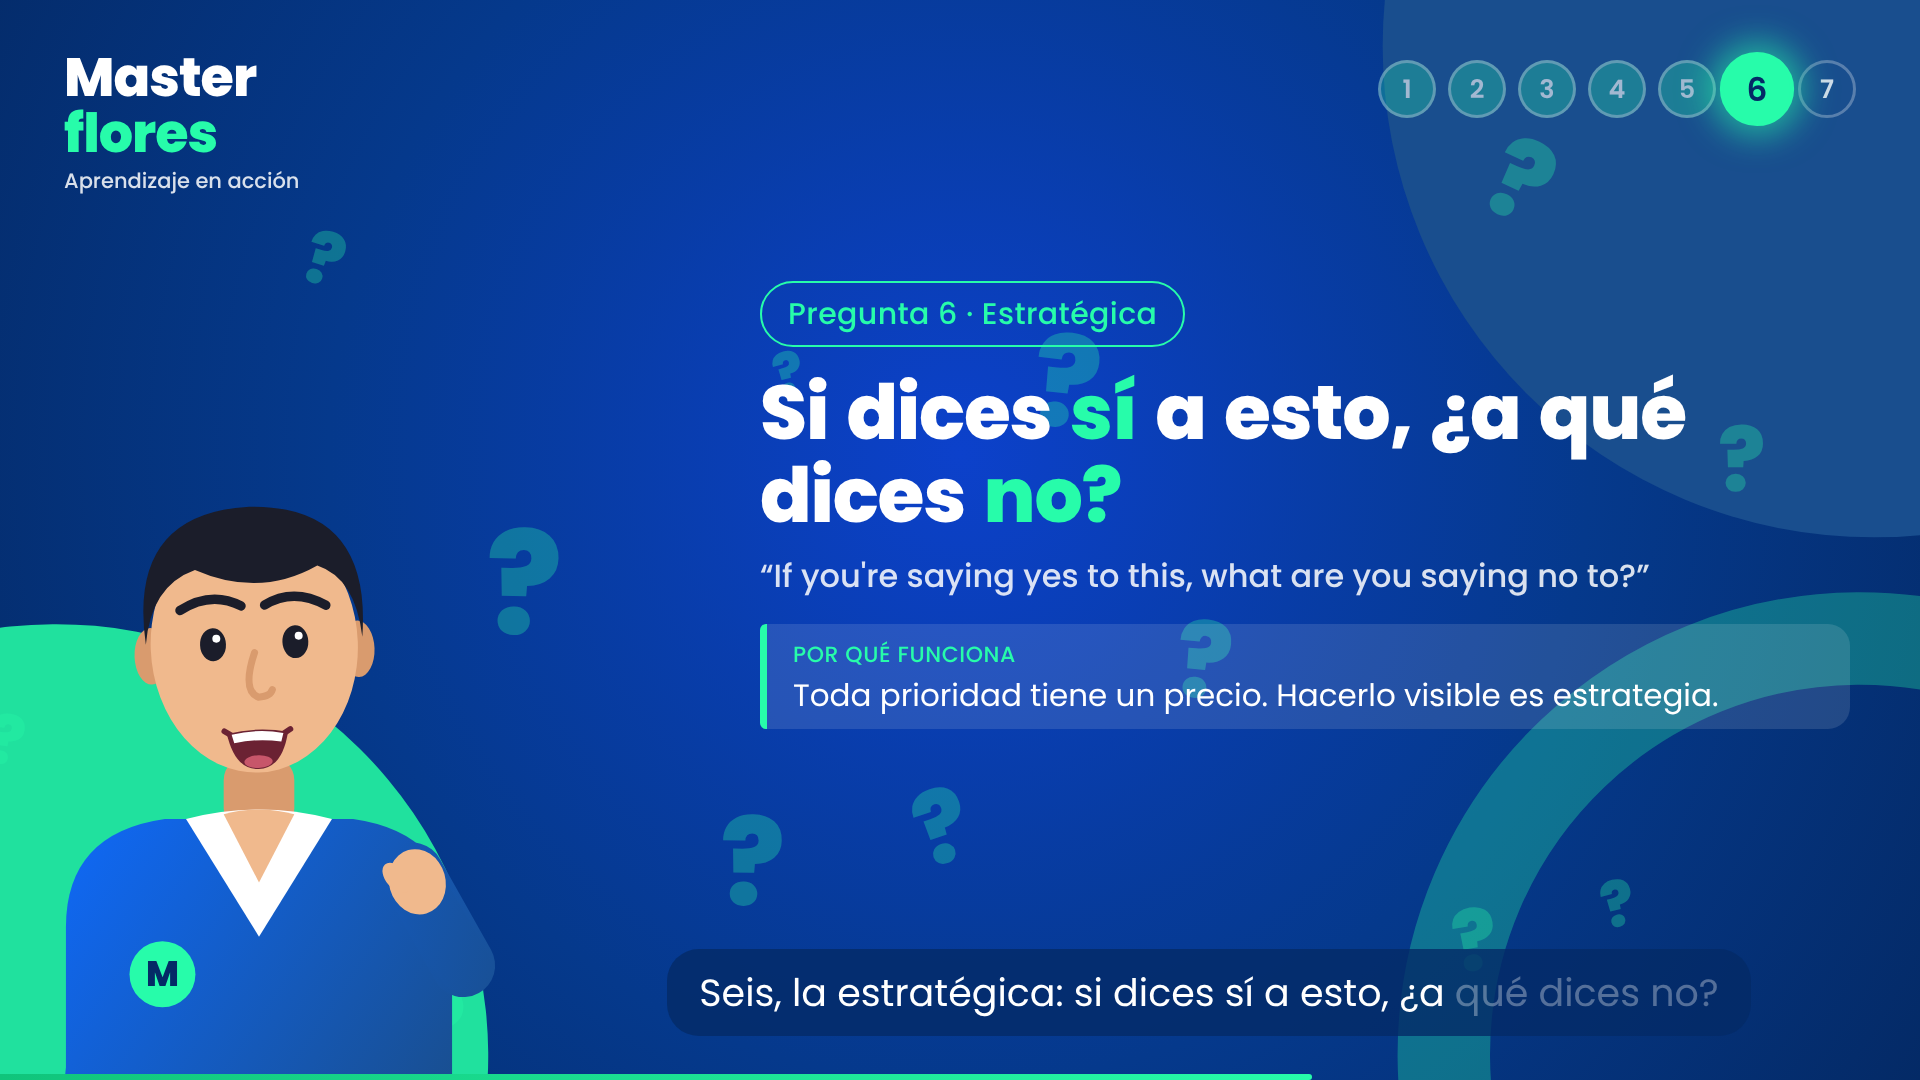 Master
flores
Aprendizaje en acción
1 2 3 4 5 6 7
Pregunta 6 · Estratégica
Si dices sí a esto, ¿a qué
dices no?
“If you're saying yes to this, what are you saying no to?”
POR QUÉ FUNCIONA
Toda prioridad tiene un precio. Hacerlo visible es estrategia.
M
Seis, la estratégica: si dices sí a esto, ¿a qué dices no?